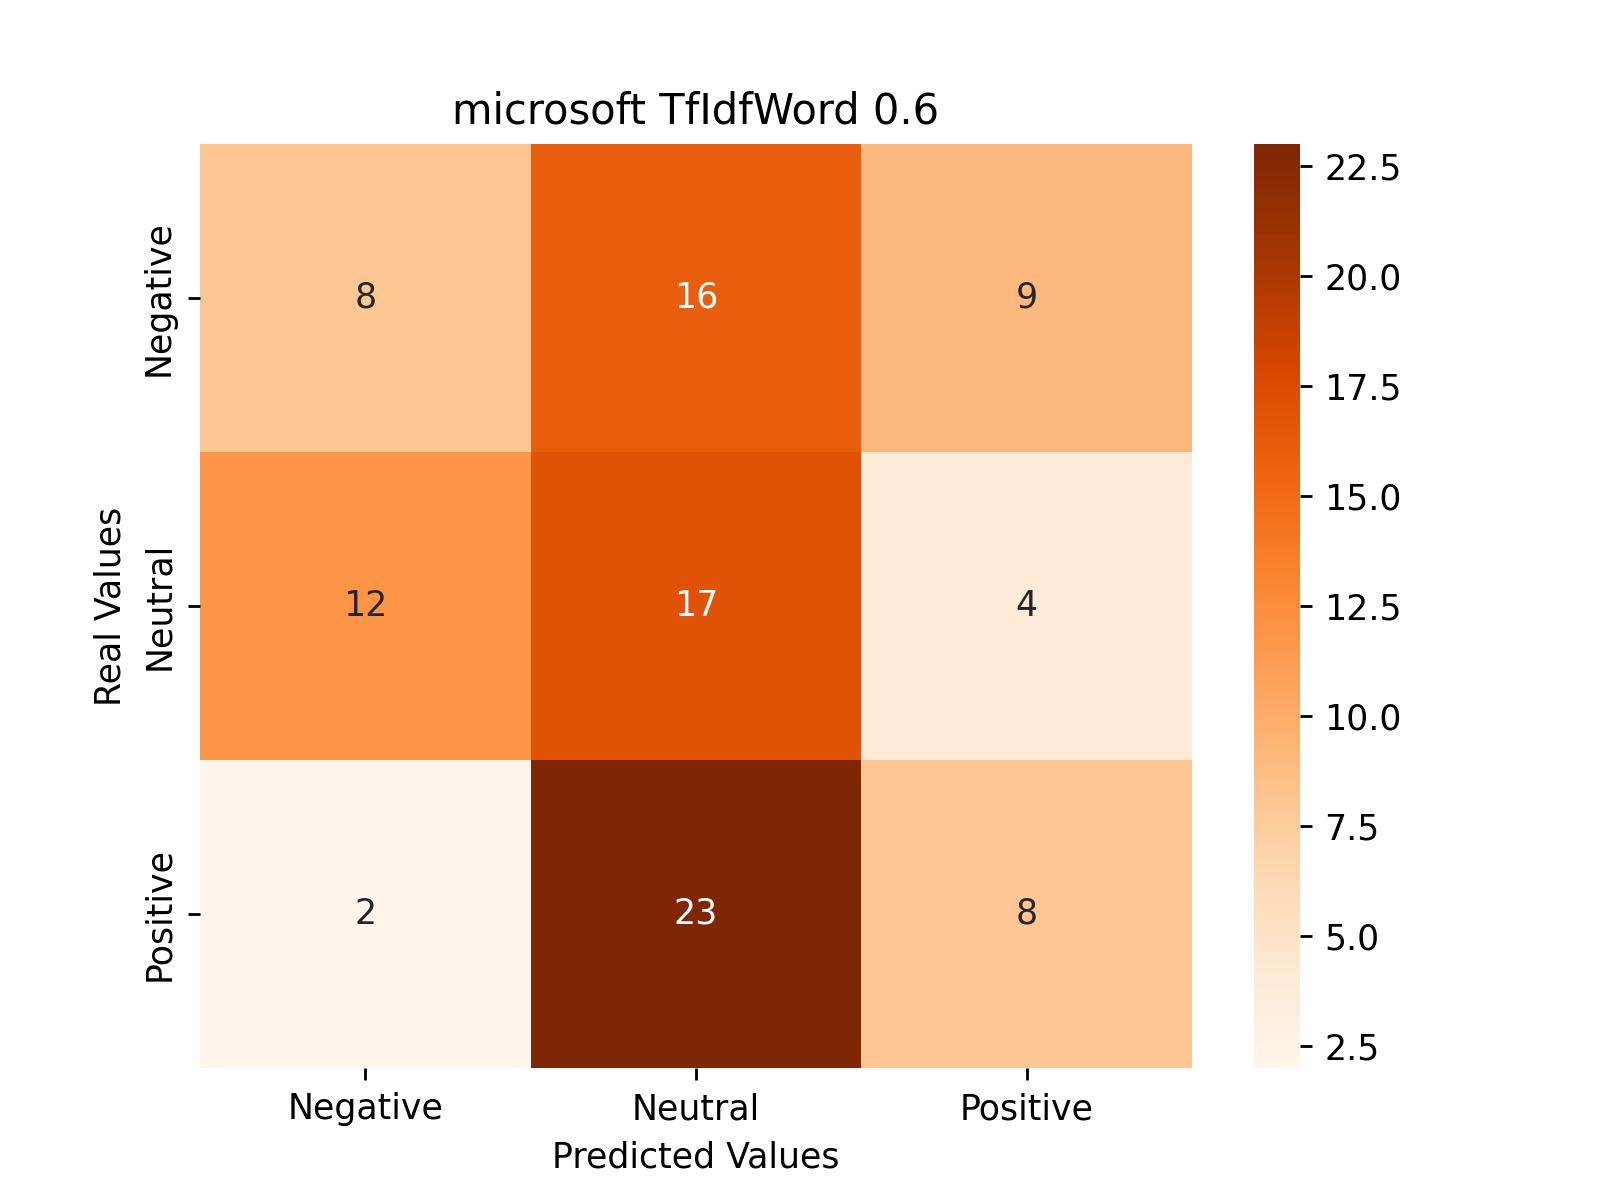 microsoft TfIdfWord 0.6
Real Values
Negative
8 16 9
Neutral
12 17 4
Positive
2 23 8
Negative Neutral Positive
Predicted Values
22.5
20.0
17.5
15.0
12.5
10.0
7.5
5.0
2.5